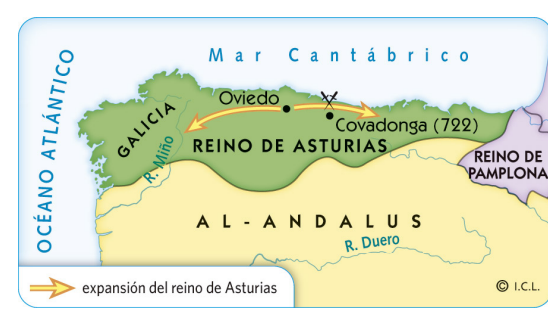 Mar Cantábrico
OCÉANO ATLÁNTICO
Oviedo
GALICIA
Covadonga (722)
R. Miño
REINO DE ASTURIAS
REINO DE
PAMPLONA
AL-ANDALUS
R. Duero
expansión del reino de Asturias
© I.C.L.